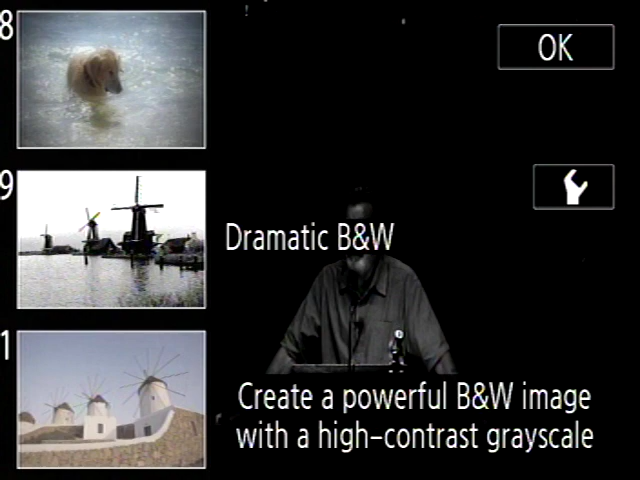 8
OK
9
Dramatic B&W
1
Create a powerful B&W image
with a high-contrast grayscale